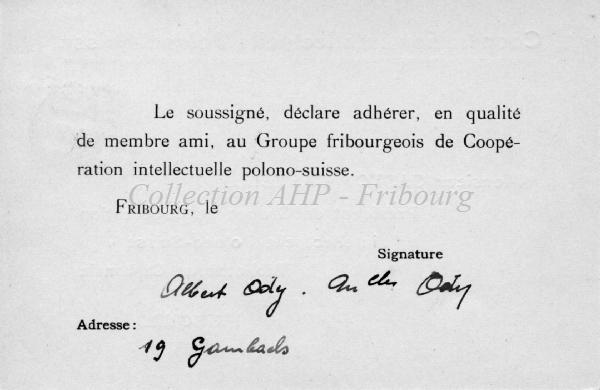 Le soussigné, déclare adhérer, en qualité
de membre ami, au Groupe fribourgeois de Coopé-
ration intellectuelle polono-suisse.
Collection AHP - Fribourg
FRIBOURG, le
Signature
Albert Ody. Ody
Adresse:
19 Gambach